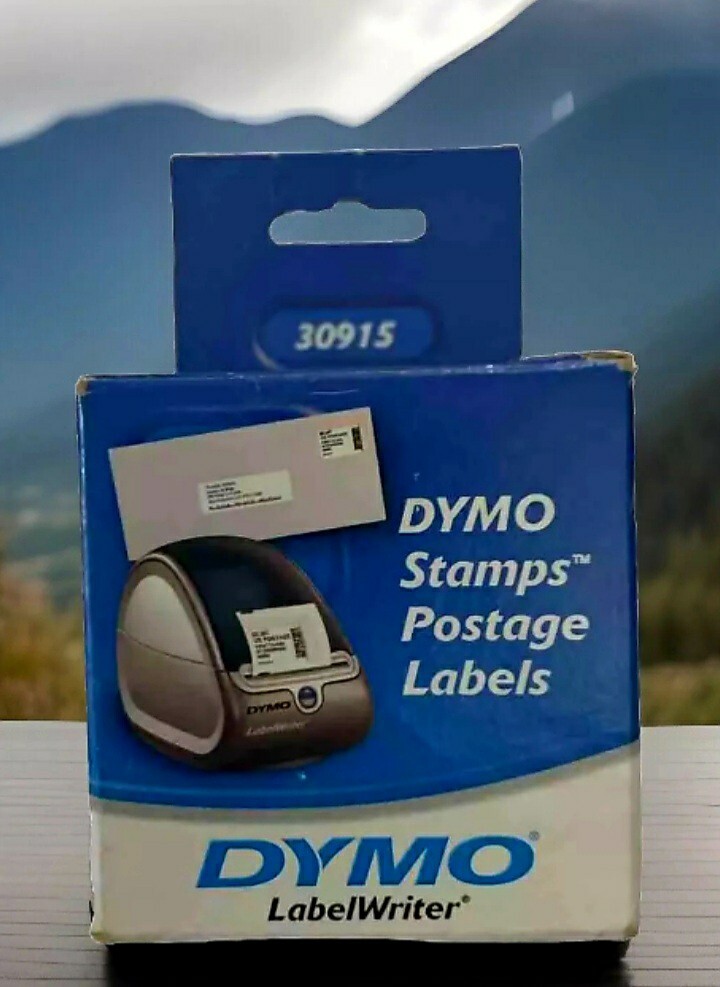 30915
DYMO
Stamps™
Postage
Labels
DYMO
LabelWriter
DYMO®
LabelWriter®